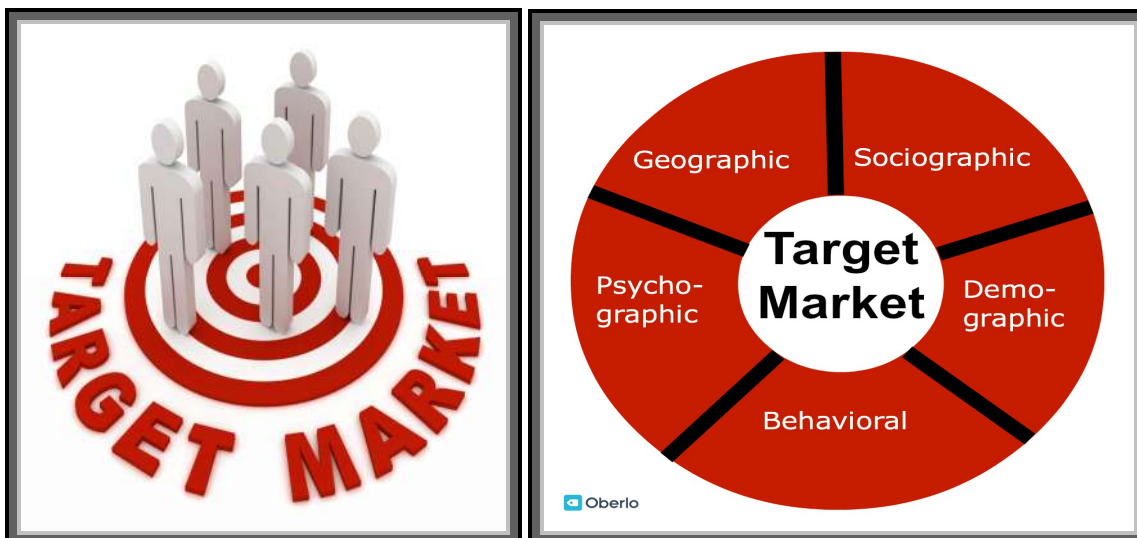 TARGET MARKET
Geographic
Sociographic
Psycho-
graphic
Target
Market
Demo-
graphic
Behavioral
Oberlo